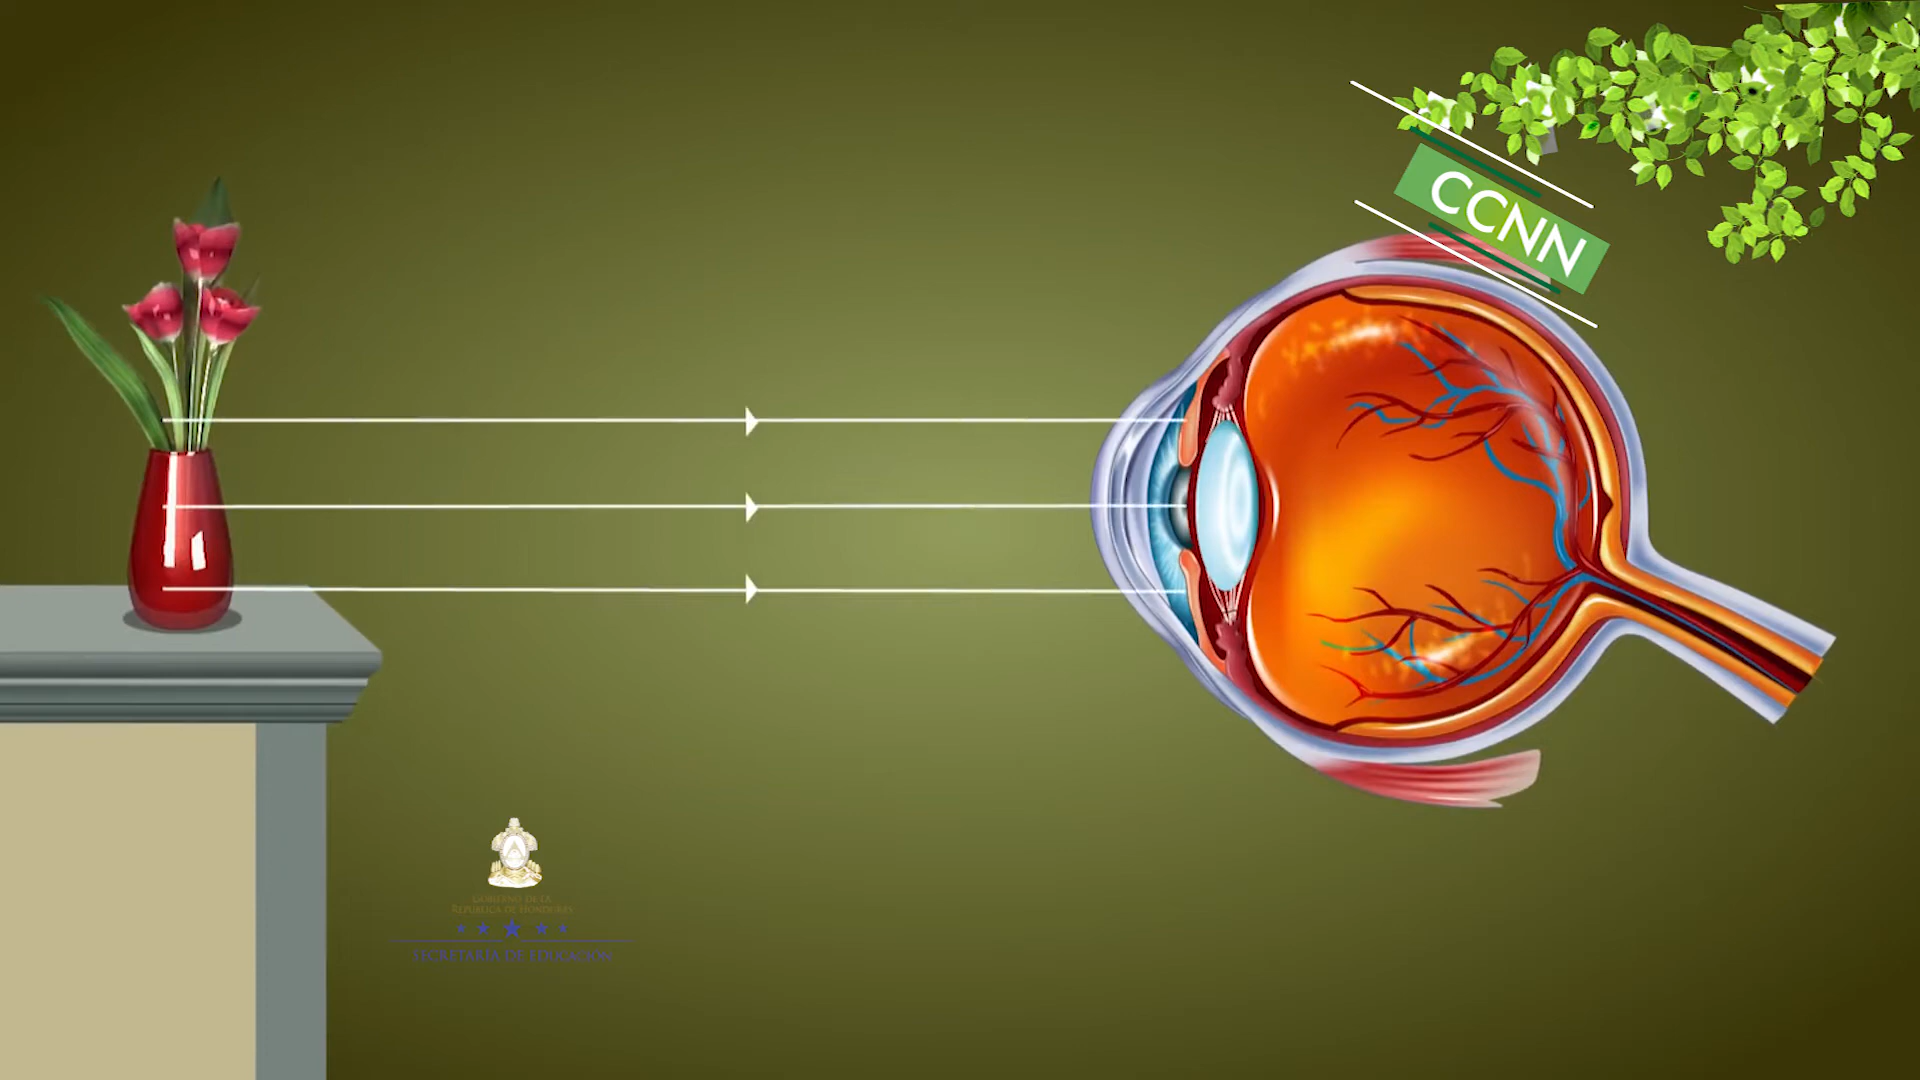 CCNN
GOBIERNO DE LA
REPÚBLICA DE HONDURAS
SECRETARÍA DE EDUCACIÓN